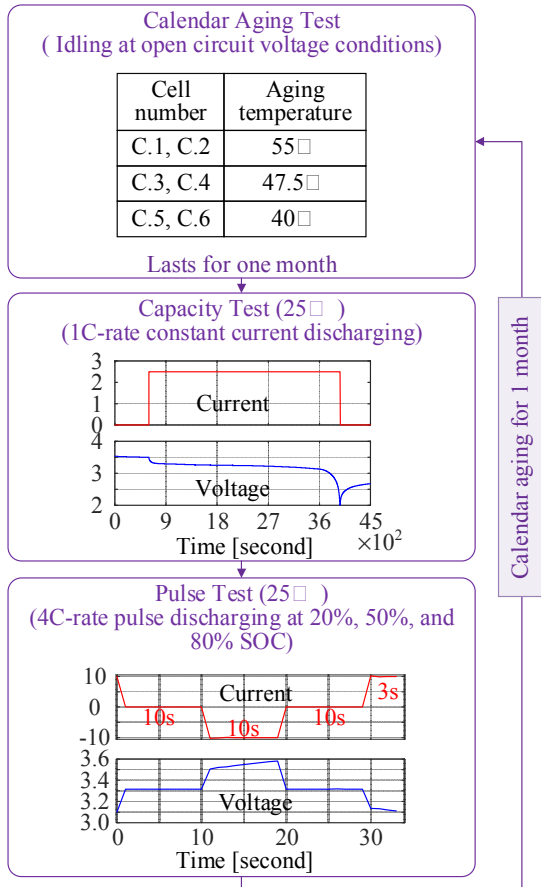 Calendar Aging Test
( Idling at open circuit voltage conditions)
Cell number Aging temperature
C.1, C.2 55□
C.3, C.4 47.5□
C.5, C.6 40□
Lasts for one month
Capacity Test (25□ )
(1C-rate constant current discharging)
3
2
1
0
Current
4
3
2
Voltage
0 9 18 27 36 45
Time [second] ×10²
Pulse Test (25□ )
(4C-rate pulse discharging at 20%, 50%, and
80% SOC)
10
0
-10
Current
10s 10s 10s 3s
3.6
3.4
3.2
3.0
Voltage
0 10 20 30
Time [second]
Calendar aging for 1 month